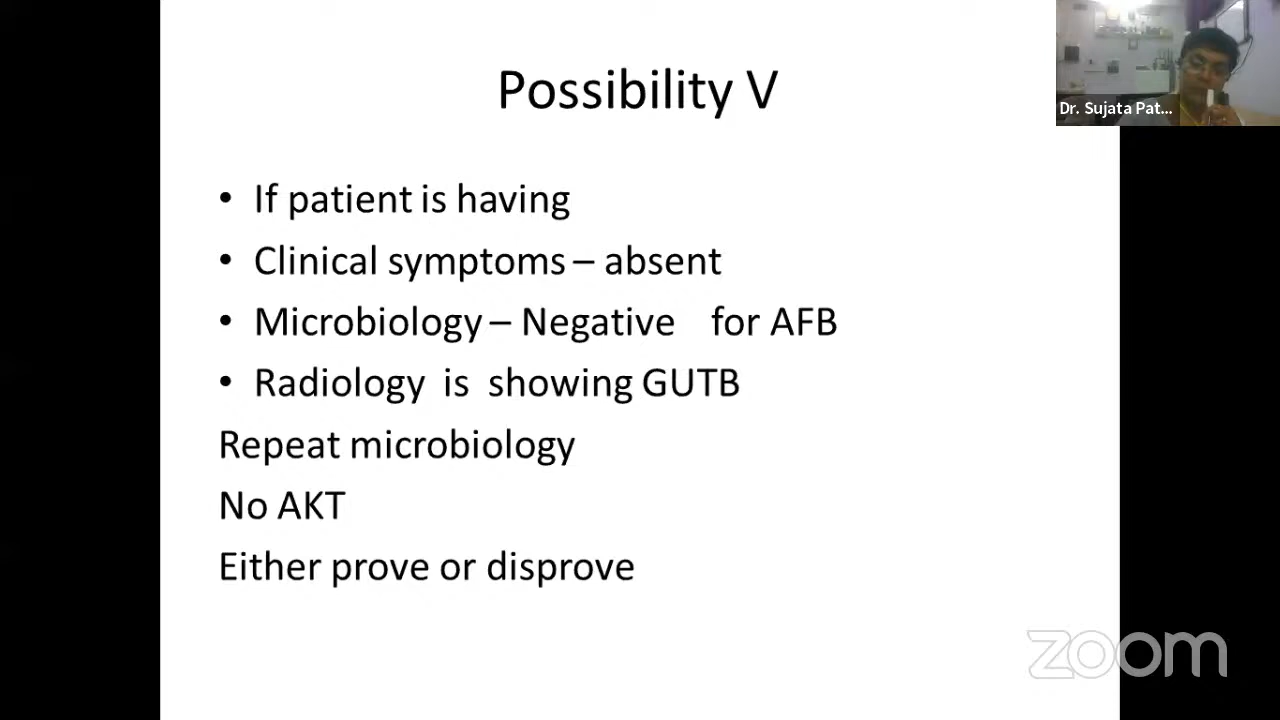 Possibility V
Dr. Sujata Pat...
• If patient is having
• Clinical symptoms – absent
• Microbiology – Negative for AFB
• Radiology is showing GUTB
Repeat microbiology
No AKT
Either prove or disprove
zoom